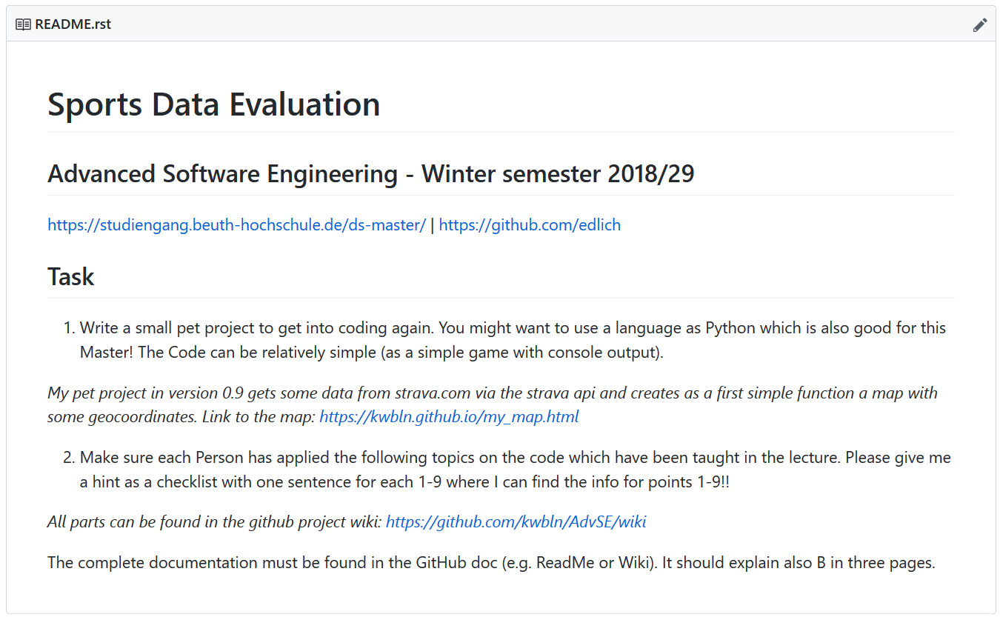 README.rst
Sports Data Evaluation
Advanced Software Engineering - Winter semester 2018/29
https://studiengang.beuth-hochschule.de/ds-master/ | https://github.com/edlich
Task
1. Write a small pet project to get into coding again. You might want to use a language as Python which is also good for this
Master! The Code can be relatively simple (as a simple game with console output).
My pet project in version 0.9 gets some data from strava.com via the strava api and creates as a first simple function a map with
some geocoordinates. Link to the map: https://kwbln.github.io/my_map.html
2. Make sure each Person has applied the following topics on the code which have been taught in the lecture. Please give me
a hint as a checklist with one sentence for each 1-9 where I can find the info for points 1-9!!
All parts can be found in the github project wiki: https://github.com/kwbln/AdvSE/wiki
The complete documentation must be found in the GitHub doc (e.g. ReadMe or Wiki). It should explain also B in three pages.